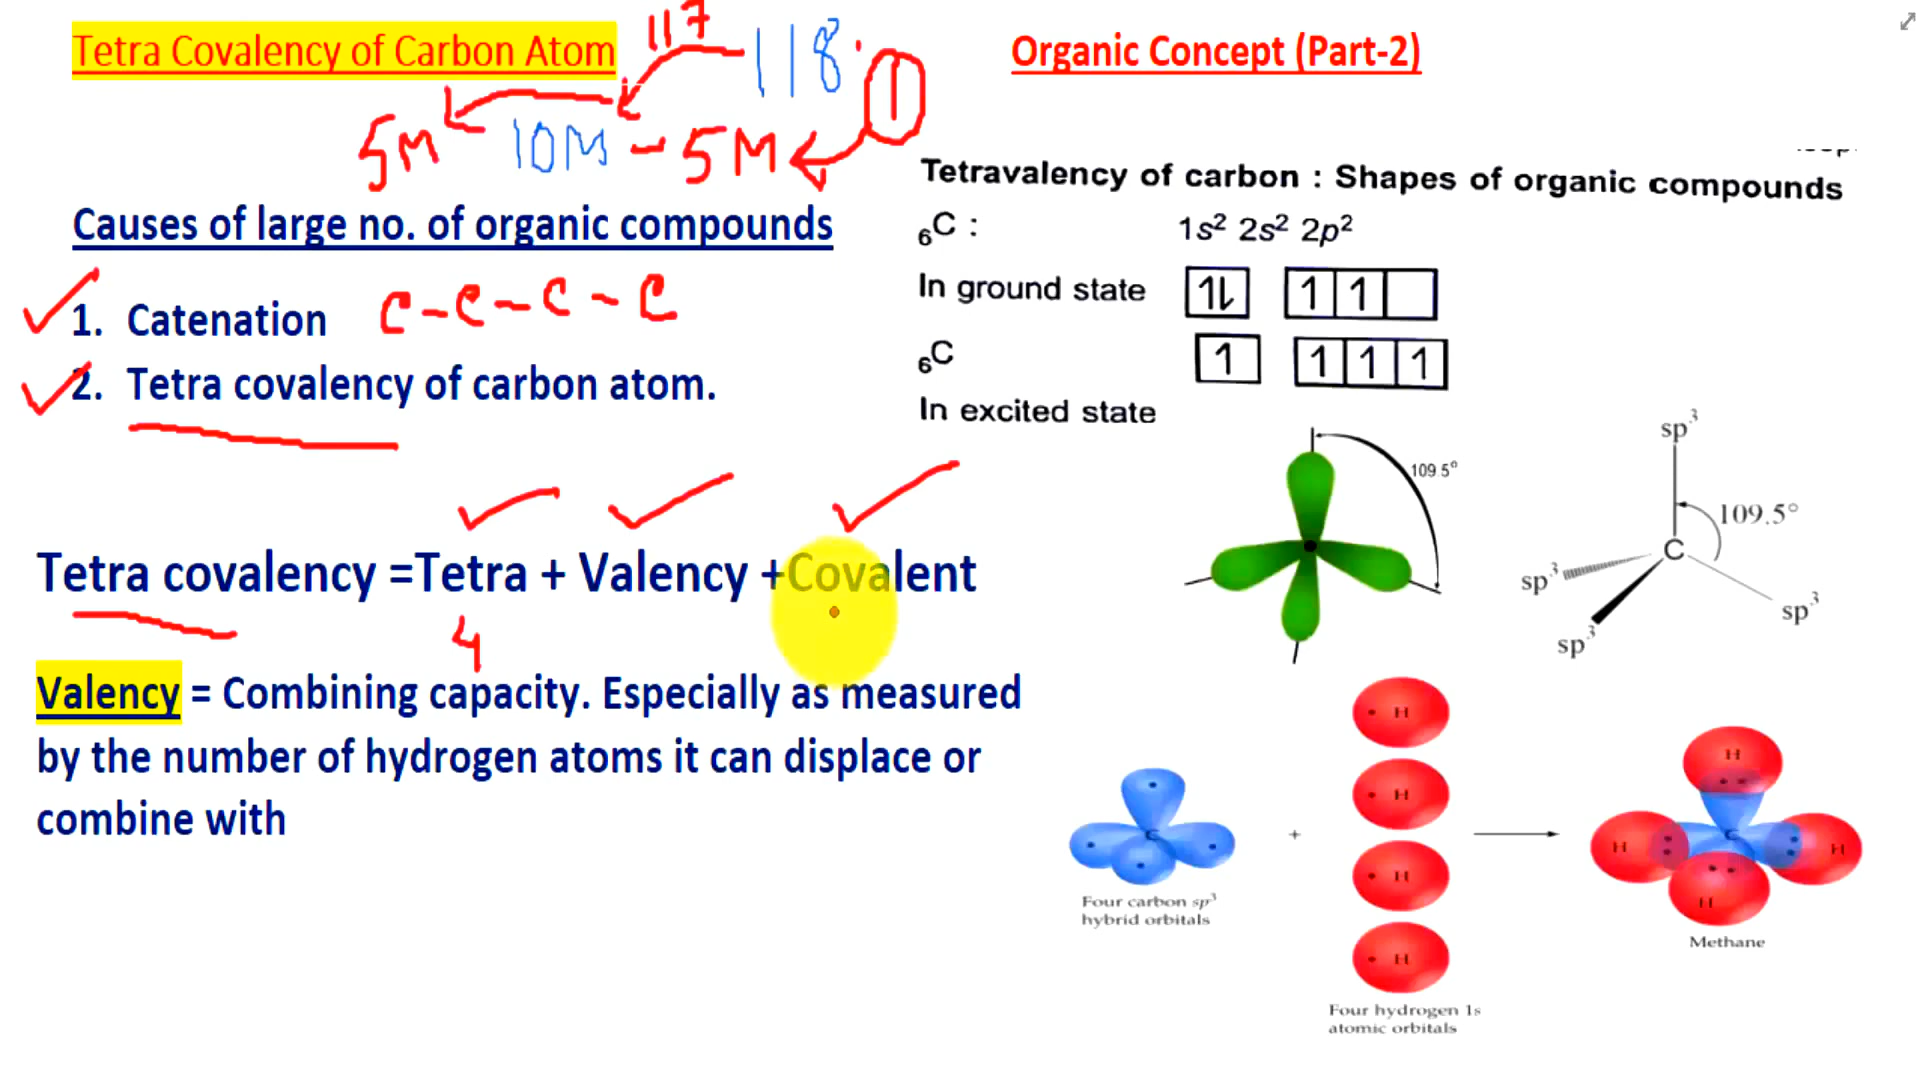 Tetra Covalency of Carbon Atom
117
118
1
5M 10M - 5M
Causes of large no. of organic compounds
1. Catenation C-C-C-C
2. Tetra covalency of carbon atom.
Tetra covalency =Tetra + Valency +Covalent
4
Valency = Combining capacity. Especially as measured
by the number of hydrogen atoms it can displace or
combine with
Organic Concept (Part-2)
Tetravalency of carbon : Shapes of organic compounds
₆C : 1s² 2s² 2p²
In ground state 1l 1 1
₆C 1 1 1 1
In excited state
109.5°
sp³
109.5°
C
sp³
sp³
sp³
H
H
H
H
C
+
Four carbon sp³
hybrid orbitals
Four hydrogen 1s
atomic orbitals
H
H C H
H
Methane